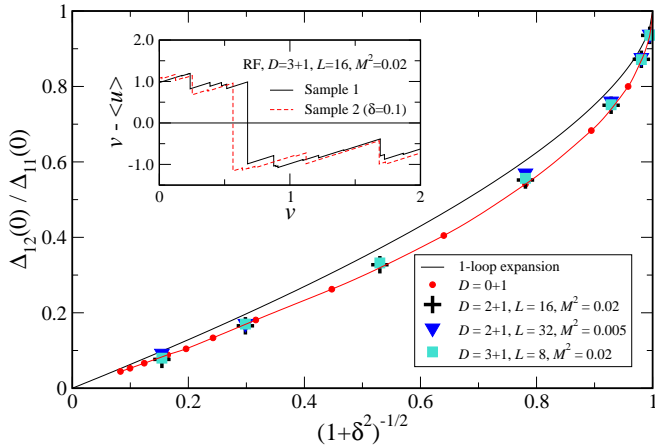 Δ₁₂(0) / Δ₁₁(0)
1
0.8
0.6
0.4
0.2
0
0
0.2
0.4
0.6
0.8
1
(1+δ²)⁻¹/²
2.0
1.0
0.0
-1.0
v - <u>
0
1
2
v
RF, D=3+1, L=16, M²=0.02
Sample 1
Sample 2 (δ=0.1)
1-loop expansion
D = 0+1
D = 2+1, L = 16, M² = 0.02
D = 2+1, L = 32, M² = 0.005
D = 3+1, L = 8, M² = 0.02